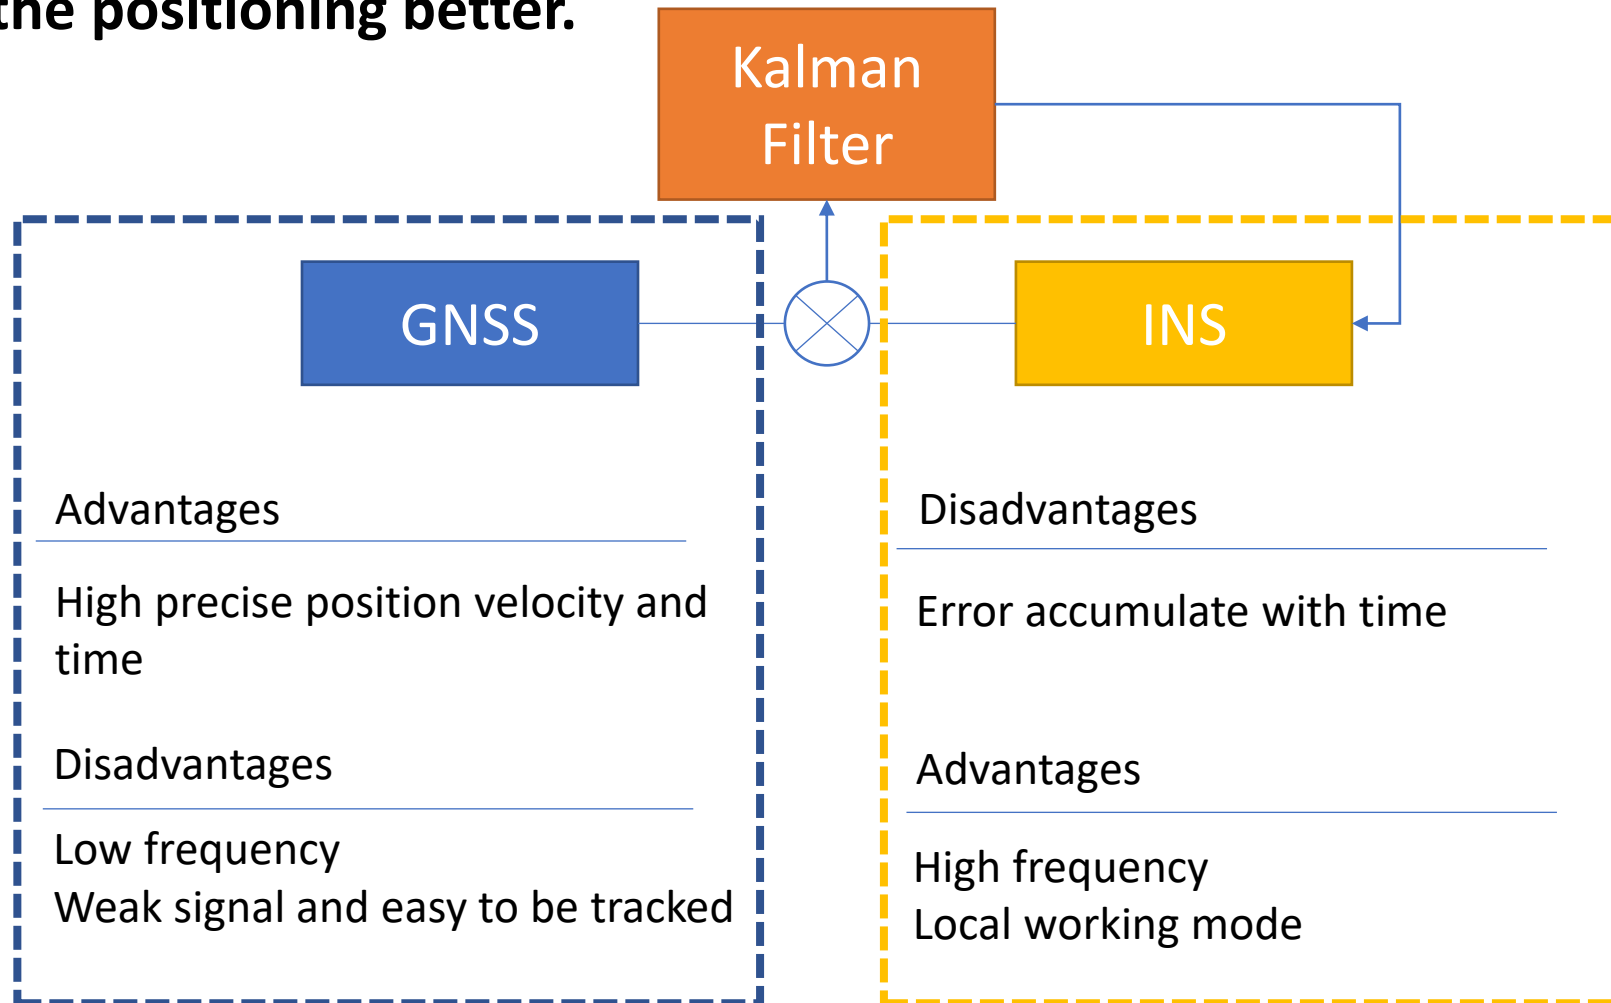 the positioning better.
Kalman
Filter
GNSS
INS
Advantages
High precise position velocity and
time
Disadvantages
Low frequency
Weak signal and easy to be tracked
Disadvantages
Error accumulate with time
Advantages
High frequency
Local working mode